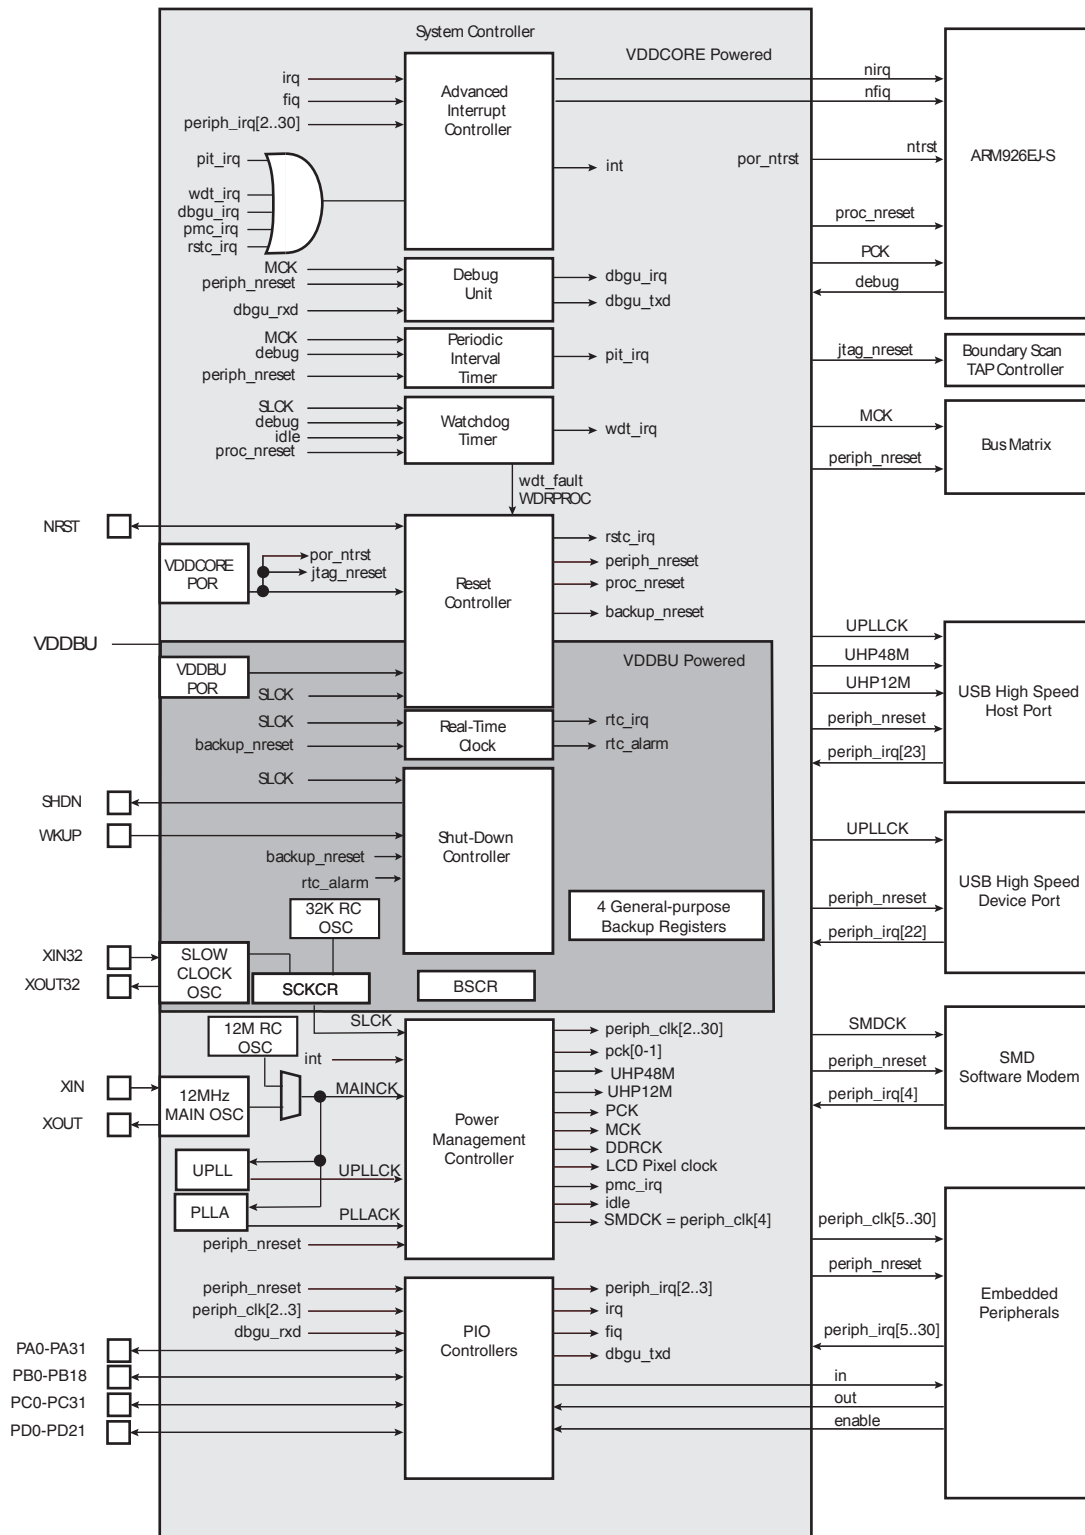 System Controller
VDDCORE Powered
irq
fiq
periph_irq[2..30]
pit_irq
wdt_irq
dbgu_irq
pmc_irq
rstc_irq
Advanced
Interrupt
Controller
int
por_ntrst
nirq
nfiq
ntrst
proc_nreset
PCK
debug
ARM926EJ-S
MCK
periph_nreset
dbgu_rxd
Debug
Unit
dbgu_irq
dbgu_txd
MCK
debug
periph_nreset
Periodic
Interval
Timer
pit_irq
jtag_nreset
Boundary Scan
TAP Controller
SLCK
debug
idle
proc_nreset
Watchdog
Timer
wdt_irq
MCK
periph_nreset
Bus Matrix
wdt_fault
WDRPROC
NRST
VDDCORE
POR
por_ntrst
jtag_nreset
Reset
Controller
rstc_irq
periph_nreset
proc_nreset
backup_nreset
VDDBU
VDDBU Powered
VDDBU
POR
SLCK
UPLLCK
UHP48M
UHP12M
periph_nreset
periph_irq[23]
USB High Speed
Host Port
SLCK
backup_nreset
Real-Time
Clock
rtc_irq
rtc_alarm
SLCK
SHDN
WKUP
backup_nreset
rtc_alarm
Shut-Down
Controller
4 General-purpose
Backup Registers
UPLLCK
periph_nreset
periph_irq[22]
USB High Speed
Device Port
32K RC
OSC
XIN32
XOUT32
SLOW
CLOCK
OSC
SCKCR
BSCR
SLCK
12M RC
OSC
int
XIN
XOUT
12MHz
MAIN OSC
MAINCK
UPLL
UPLLCK
PLLA
PLLACK
periph_nreset
Power
Management
Controller
periph_clk[2..30]
pck[0-1]
UHP48M
UHP12M
PCK
MCK
DDRCK
LCD Pixel clock
pmc_irq
idle
SMDCK = periph_clk[4]
SMDCK
periph_nreset
periph_irq[4]
SMD
Software Modem
periph_nreset
periph_clk[2..3]
dbgu_rxd
PA0-PA31
PB0-PB18
PC0-PC31
PD0-PD21
PIO
Controllers
periph_irq[2..3]
irq
fiq
dbgu_txd
periph_clk[5..30]
periph_nreset
periph_irq[5..30]
in
out
enable
Embedded
Peripherals